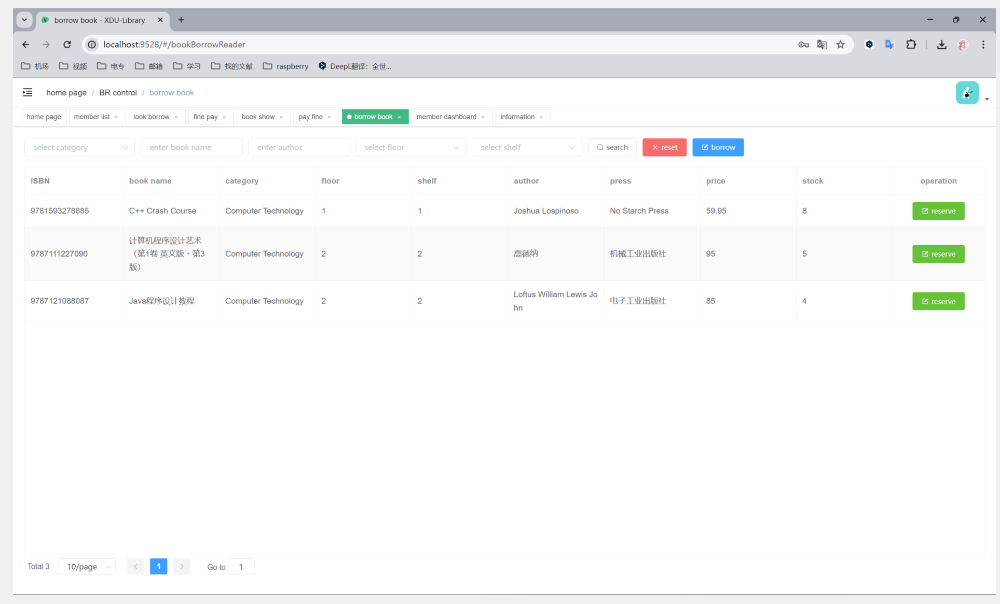 borrow book - XDU-Library
localhost:9528/#/bookBorrowReader
机场 视频 电专 邮箱 学习 找的文献 raspberry DeepL翻译：全世...
home page / BR control / borrow book
home page member list × look borrow × fine pay × book show × pay fine × borrow book × member dashboard × information ×
select category enter book name enter author select floor select shelf search × reset borrow
ISBN book name category floor shelf author press price stock operation
9781593278885 C++ Crash Course Computer Technology 1 1 Joshua Lospinoso No Starch Press 59.95 8 reserve
计算机程序设计艺术
9787111227090 （第1卷 英文版·第3 Computer Technology 2 2 高德纳 机械工业出版社 95 5 reserve
版）
Loftus William Lewis Jo
9787121088087 Java程序设计教程 Computer Technology 2 2 电子工业出版社 85 4 reserve
hn
Total 3 10/page < 1 > Go to 1